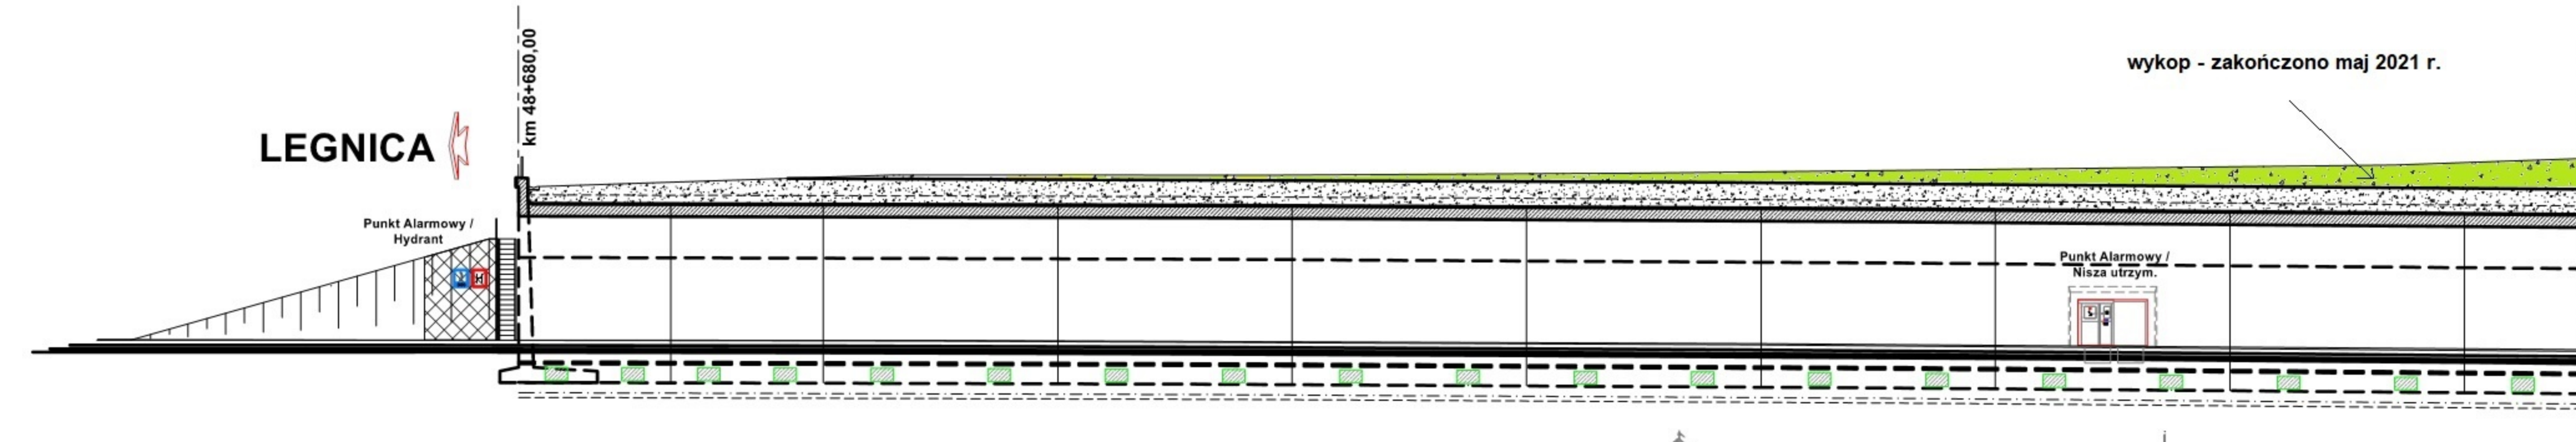 km 48+680,00
wykop - zakończono maj 2021 r.
LEGNICA
Punkt Alarmowy /
Hydrant
H
Punkt Alarmowy /
Nisza utrzym.